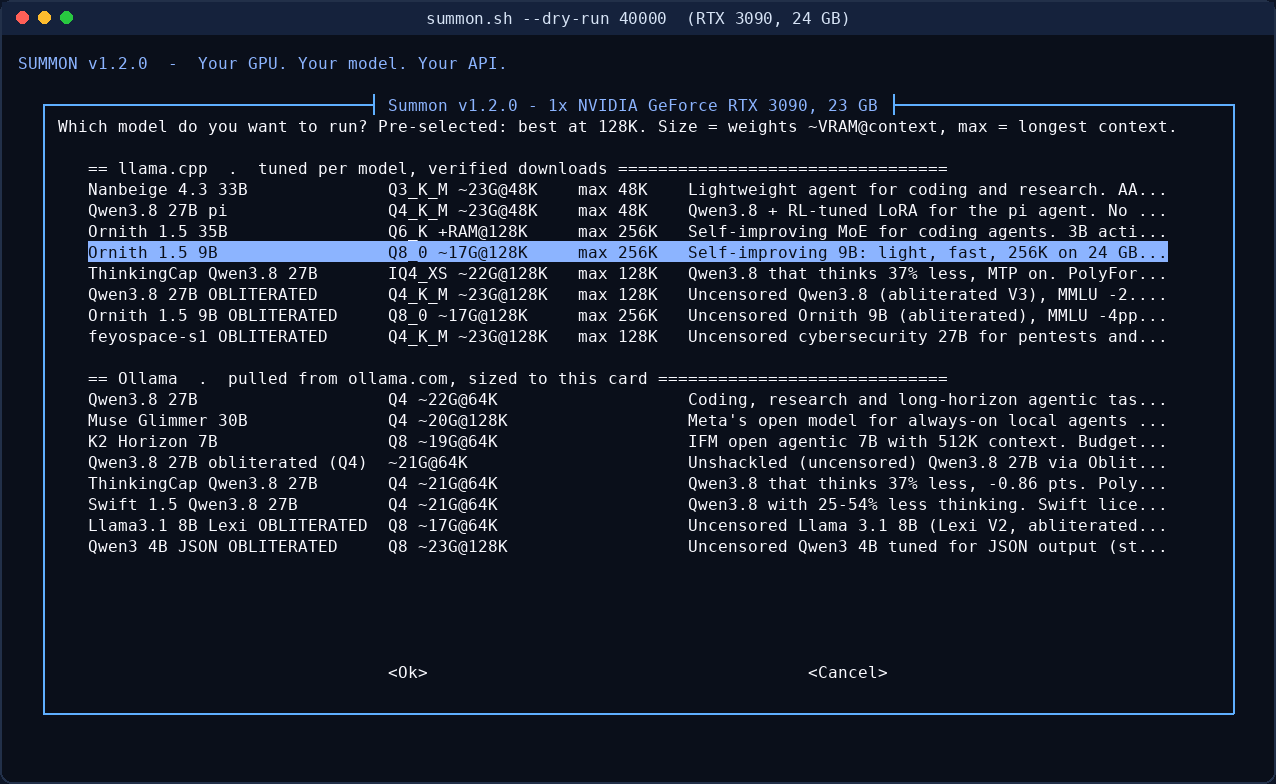 summon.sh --dry-run 40000  (RTX 3090, 24 GB)
SUMMON v1.2.0  -  Your GPU. Your model. Your API.
Summon v1.2.0 - 1x NVIDIA GeForce RTX 3090, 23 GB
Which model do you want to run? Pre-selected: best at 128K. Size = weights ~VRAM@context, max = longest context.
== llama.cpp  .  tuned per model, verified downloads =================================
Nanbeige 4.3 33B              Q3_K_M ~23G@48K    max 48K    Lightweight agent for coding and research. AA...
Qwen3.8 27B pi                Q4_K_M ~23G@48K    max 48K    Qwen3.8 + RL-tuned LoRA for the pi agent. No ...
Ornith 1.5 35B                Q6_K +RAM@128K     max 256K   Self-improving MoE for coding agents. 3B acti...
Ornith 1.5 9B                 Q8_0 ~17G@128K     max 256K   Self-improving 9B: light, fast, 256K on 24 GB...
ThinkingCap Qwen3.8 27B       IQ4_XS ~22G@128K   max 128K   Qwen3.8 that thinks 37% less, MTP on. PolyFor...
Qwen3.8 27B OBLITERATED       Q4_K_M ~23G@128K   max 128K   Uncensored Qwen3.8 (abliterated V3), MMLU -2....
Ornith 1.5 9B OBLITERATED     Q8_0 ~17G@128K     max 256K   Uncensored Ornith 9B (abliterated), MMLU -4pp...
feyospace-s1 OBLITERATED      Q4_K_M ~23G@128K   max 128K   Uncensored cybersecurity 27B for pentests and...
== Ollama  .  pulled from ollama.com, sized to this card =============================
Qwen3.8 27B                   Q4 ~22G@64K                   Coding, research and long-horizon agentic tas...
Muse Glimmer 30B              Q4 ~20G@128K                  Meta's open model for always-on local agents ...
K2 Horizon 7B                 Q8 ~19G@64K                   IFM open agentic 7B with 512K context. Budget...
Qwen3.8 27B obliterated (Q4)  ~21G@64K                      Unshackled (uncensored) Qwen3.8 27B via Oblit...
ThinkingCap Qwen3.8 27B       Q4 ~21G@64K                   Qwen3.8 that thinks 37% less, -0.86 pts. Poly...
Swift 1.5 Qwen3.8 27B         Q4 ~21G@64K                   Qwen3.8 with 25-54% less thinking. Swift lice...
Llama3.1 8B Lexi OBLITERATED  Q8 ~17G@64K                   Uncensored Llama 3.1 8B (Lexi V2, abliterated...
Qwen3 4B JSON OBLITERATED     Q8 ~23G@128K                  Uncensored Qwen3 4B tuned for JSON output (st...
<Ok>                                      <Cancel>